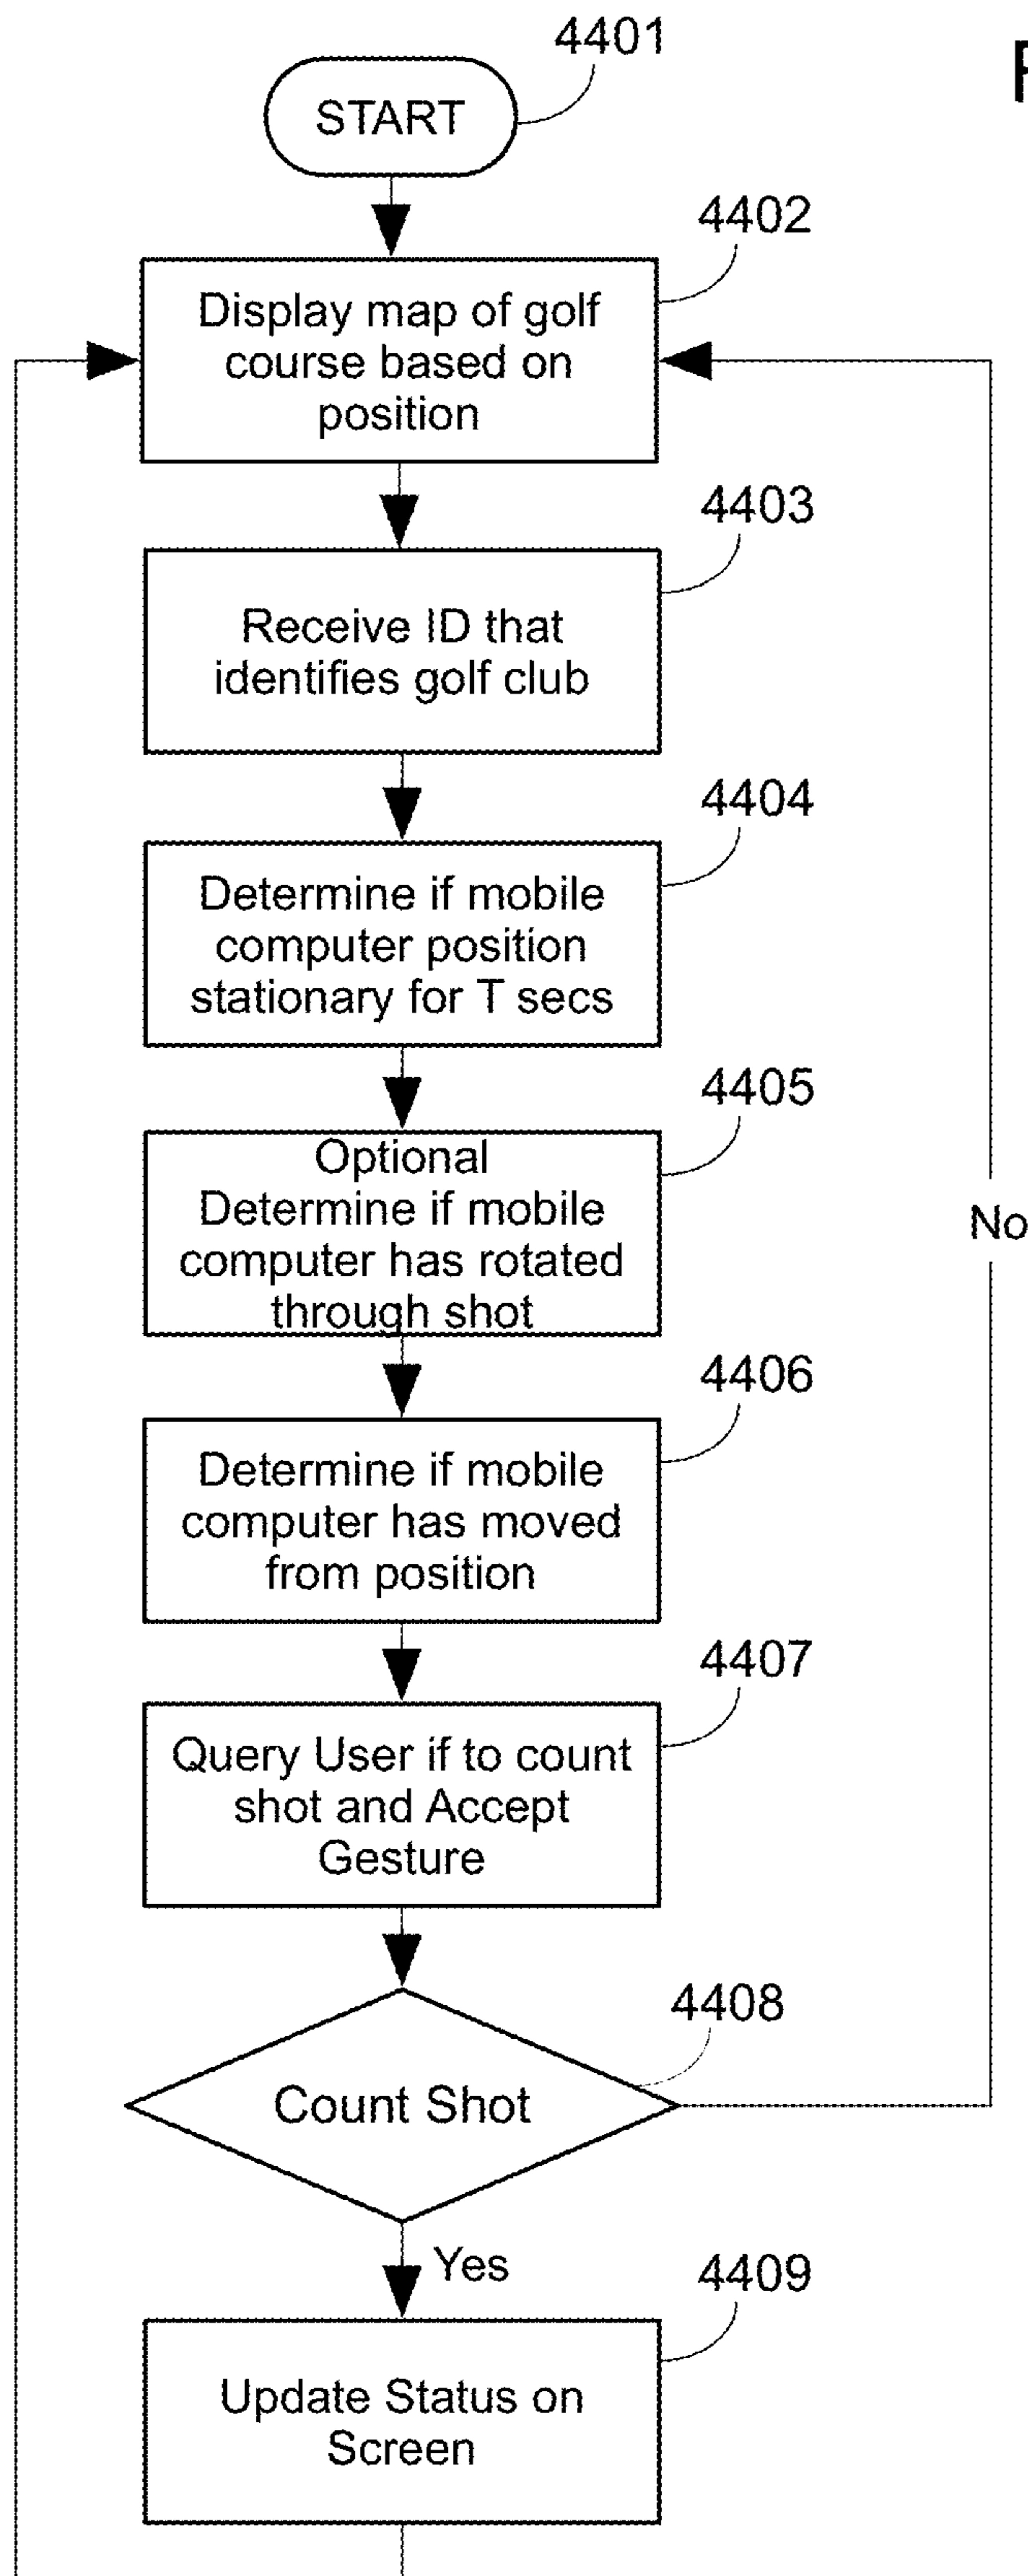 4401
START
4402
Display map of golf
course based on
position
4403
Receive ID that
identifies golf club
4404
Determine if mobile
computer position
stationary for T secs
4405
Optional
Determine if mobile
computer has rotated
through shot
No
4406
Determine if mobile
computer has moved
from position
4407
Query User if to count
shot and Accept
Gesture
4408
Count Shot
Yes
4409
Update Status on
Screen